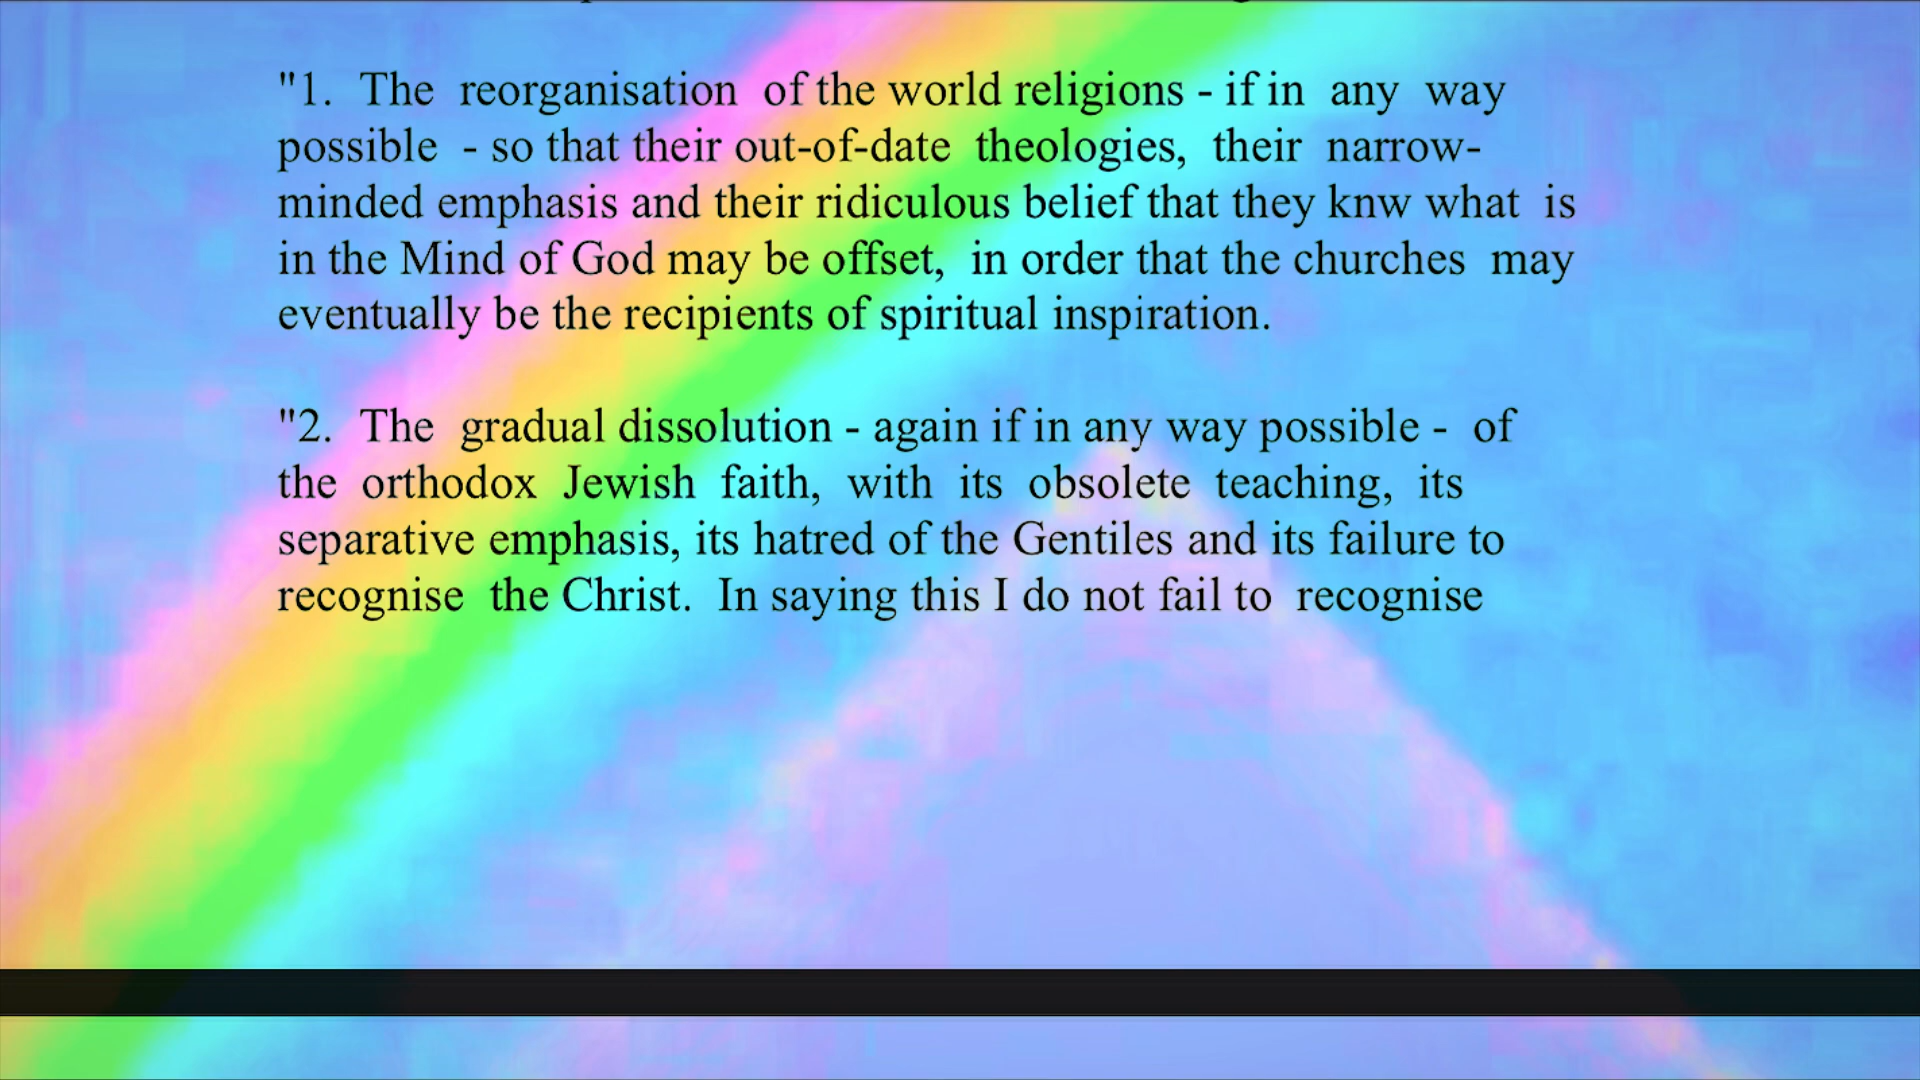 "1. The reorganisation of the world religions - if in any way
possible - so that their out-of-date theologies, their narrow-
minded emphasis and their ridiculous belief that they knw what is
in the Mind of God may be offset, in order that the churches may
eventually be the recipients of spiritual inspiration.
"2. The gradual dissolution - again if in any way possible - of
the orthodox Jewish faith, with its obsolete teaching, its
separative emphasis, its hatred of the Gentiles and its failure to
recognise the Christ. In saying this I do not fail to recognise